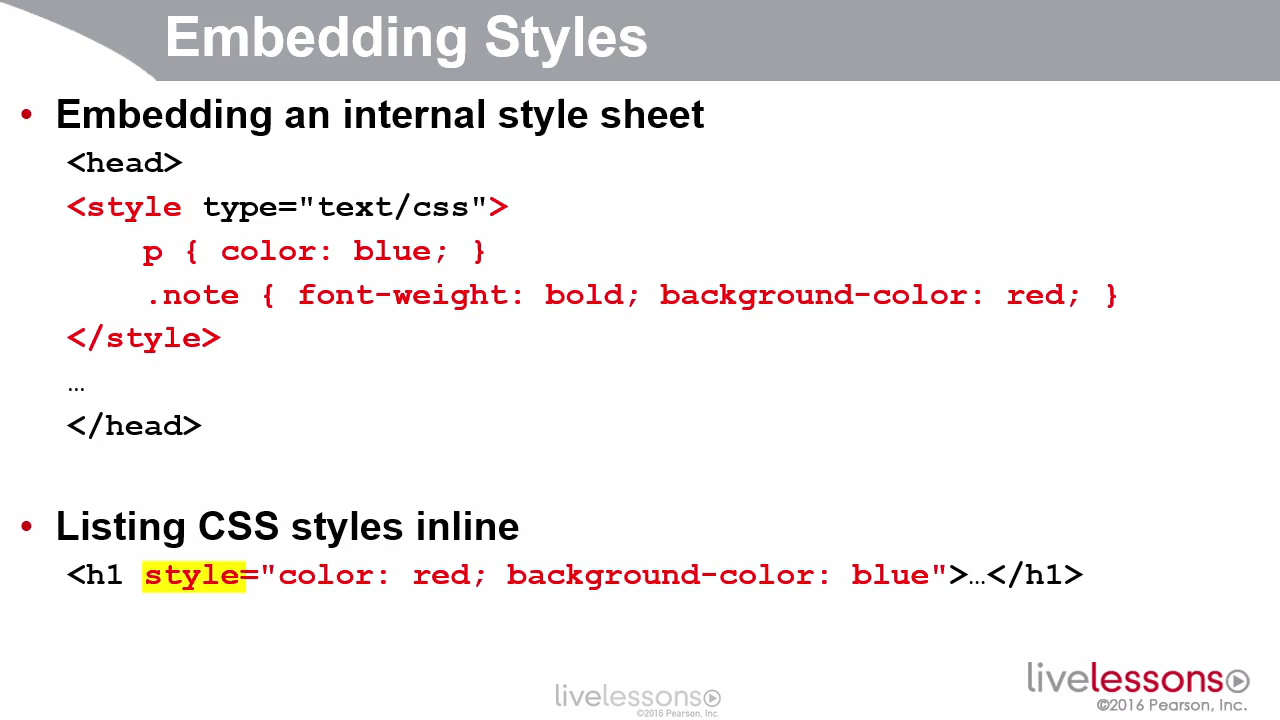 Embedding Styles
• Embedding an internal style sheet
<head>
<style type="text/css">
p { color: blue; }
.note { font-weight: bold; background-color: red; }
</style>
…
</head>
• Listing CSS styles inline
<h1 style="color: red; background-color: blue">…</h1>
livelessons
©2016 Pearson, Inc.
livelessons
©2016 Pearson, Inc.